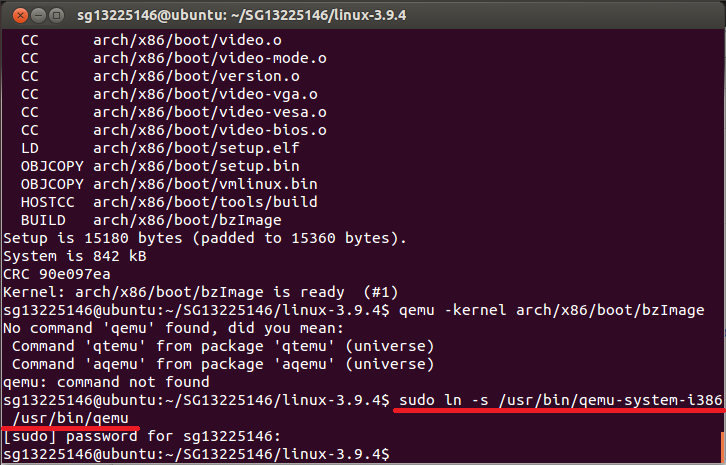 sg13225146@ubuntu: ~/SG13225146/linux-3.9.4
CC      arch/x86/boot/video.o
CC      arch/x86/boot/video-mode.o
CC      arch/x86/boot/version.o
CC      arch/x86/boot/video-vga.o
CC      arch/x86/boot/video-vesa.o
CC      arch/x86/boot/video-bios.o
LD      arch/x86/boot/setup.elf
OBJCOPY arch/x86/boot/setup.bin
OBJCOPY arch/x86/boot/vmlinux.bin
HOSTCC  arch/x86/boot/tools/build
BUILD   arch/x86/boot/bzImage
Setup is 15180 bytes (padded to 15360 bytes).
System is 842 kB
CRC 90e097ea
Kernel: arch/x86/boot/bzImage is ready  (#1)
sg13225146@ubuntu:~/SG13225146/linux-3.9.4$ qemu -kernel arch/x86/boot/bzImage
No command 'qemu' found, did you mean:
 Command 'qtemu' from package 'qtemu' (universe)
 Command 'aqemu' from package 'aqemu' (universe)
qemu: command not found
sg13225146@ubuntu:~/SG13225146/linux-3.9.4$ sudo ln -s /usr/bin/qemu-system-i386
 /usr/bin/qemu
[sudo] password for sg13225146:
sg13225146@ubuntu:~/SG13225146/linux-3.9.4$